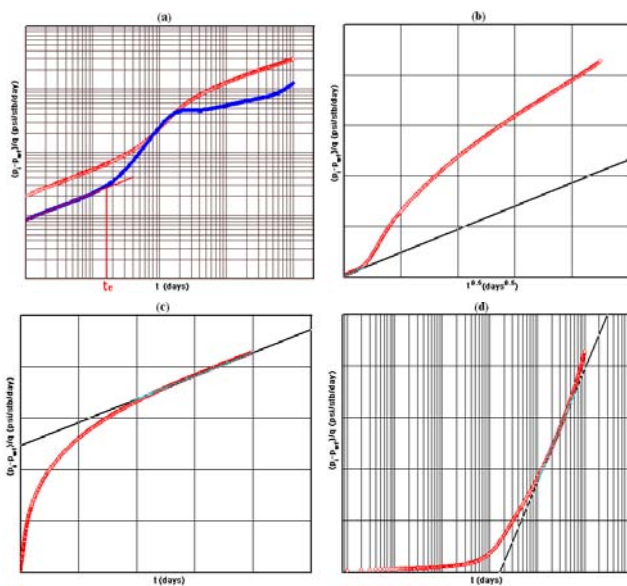 (a)
(p_i-p_wf)/q (psi/stb/day)
t_e
t (days)
(b)
(p_i-p_wf)/q (psi/stb/day)
t^0.5(days^0.5)
(c)
(p_i-p_wf)/q (psi/stb/day)
t (days)
(d)
(p_i-p_wf)/q (psi/stb/day)
t (days)